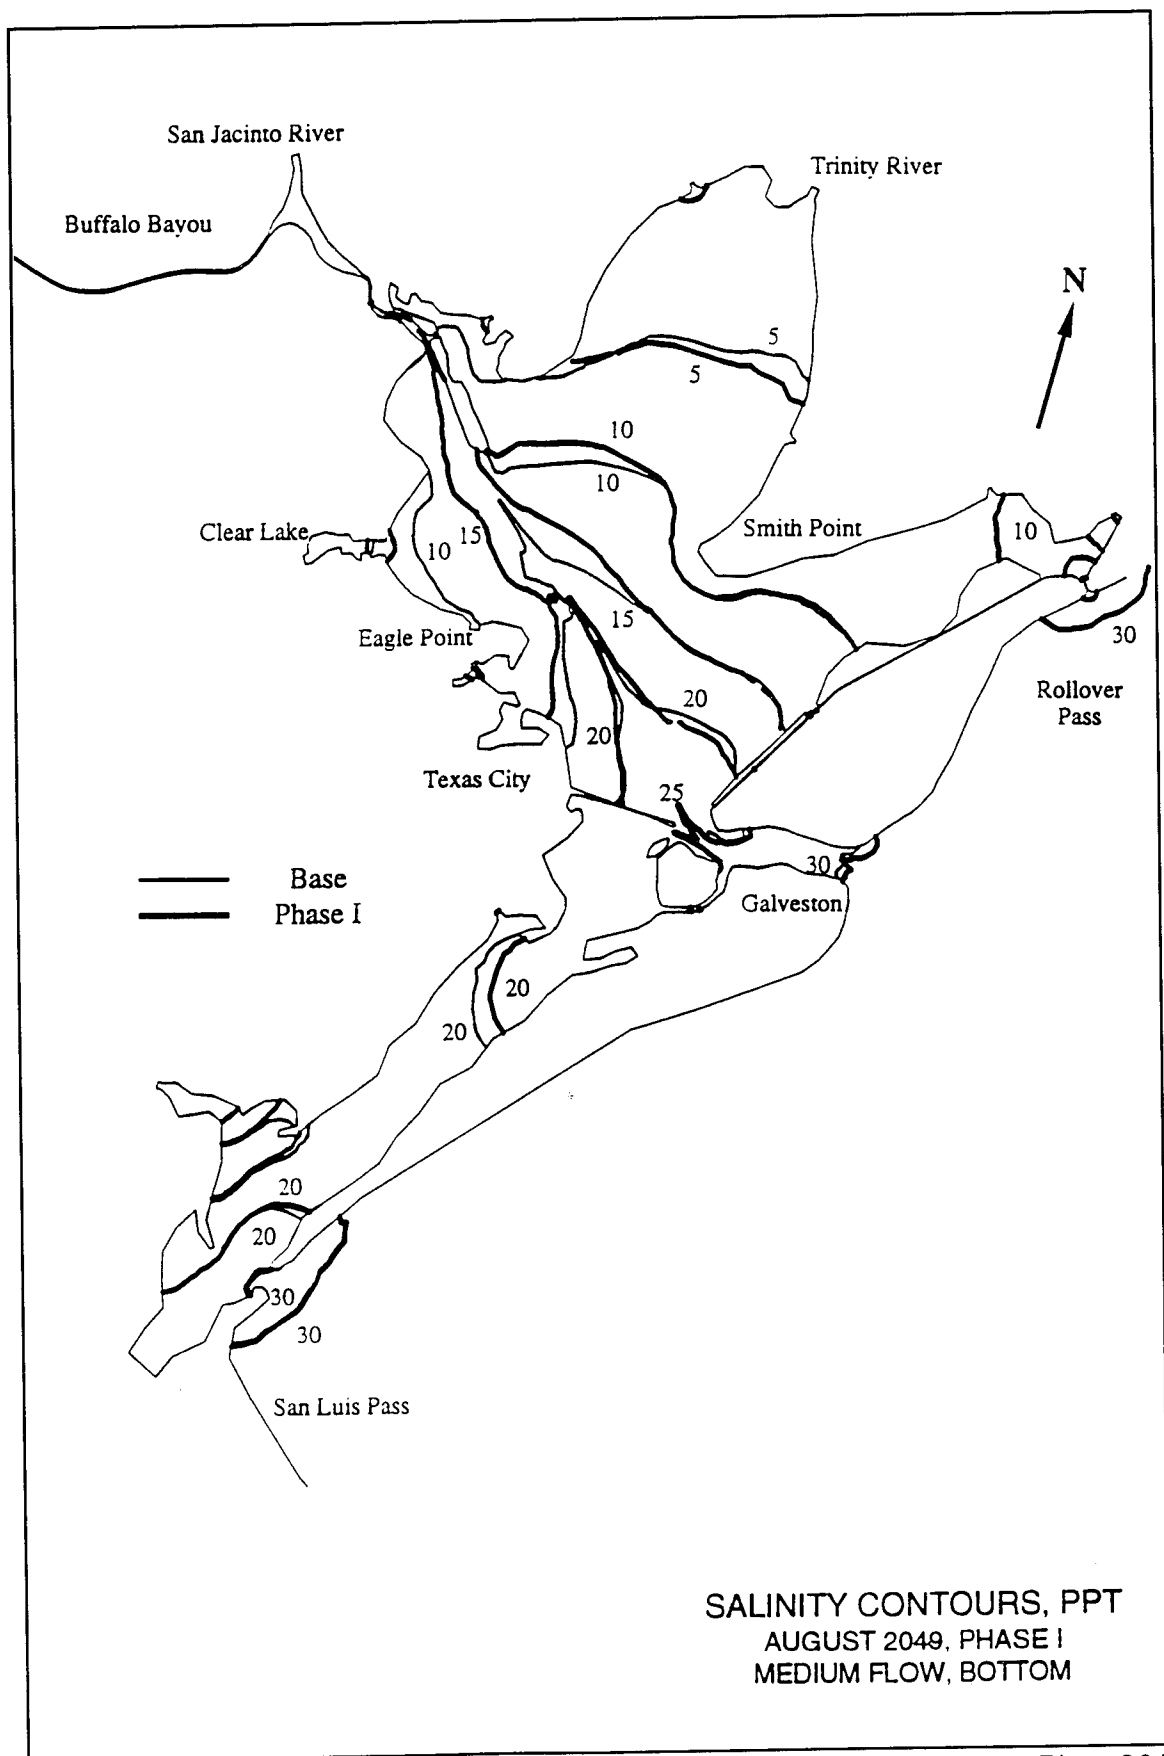 San Jacinto River
Trinity River
Buffalo Bayou
N
5
5
10
10
Clear Lake
15
10
Smith Point
10
Eagle Point
15
30
20
Rollover
Pass
20
Texas City
25
30
Base
Phase I
Galveston
20
20
20
20
30
30
San Luis Pass
SALINITY CONTOURS, PPT
AUGUST 2049, PHASE I
MEDIUM FLOW, BOTTOM